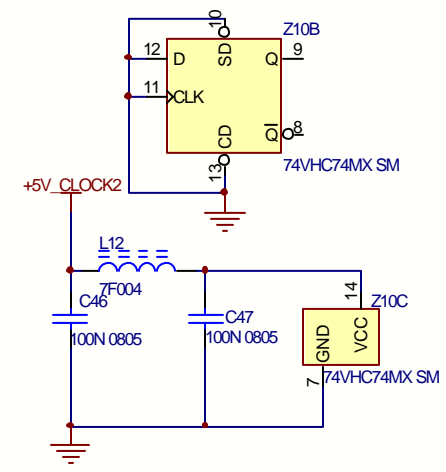 10
Z10B
12
D
SD
Q
9
11
CLK
CD
Q
8
13
74VHC74MX SM
+5V_CLOCK2
L12
7F004
C46
100N 0805
C47
100N 0805
14
Z10C
GND
VCC
7
74VHC74MX SM